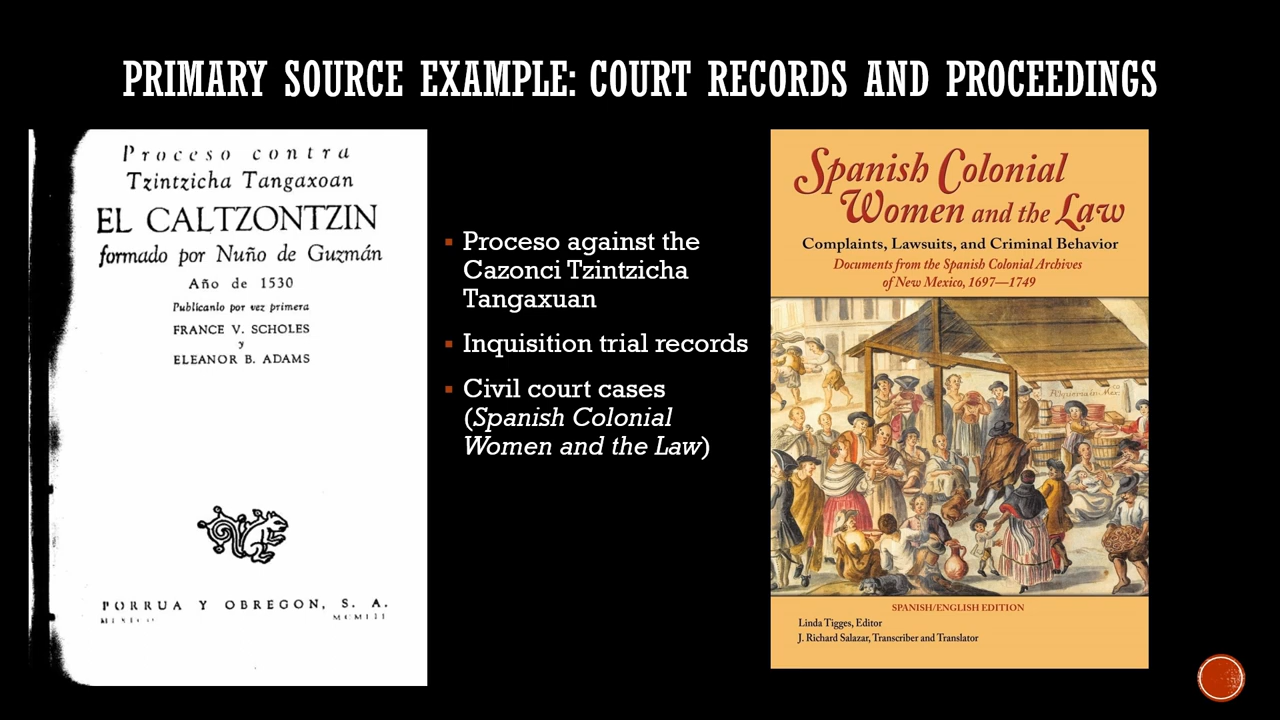 PRIMARY SOURCE EXAMPLE: COURT RECORDS AND PROCEEDINGS
Proceso contra
Tzintzicha Tangaxoan
EL CALTZONTZIN
formado por Nuño de Guzmán
Año de 1530
Publicanlo por vez primera
FRANCE V. SCHOLES
y
ELEANOR B. ADAMS
PORRUA Y OBREGON, S. A.
Proceso against the
Cazonci Tzintzicha
Tangaxuan
Inquisition trial records
Civil court cases
(Spanish Colonial
Women and the Law)
Spanish Colonial
Women and the Law
Complaints, Lawsuits, and Criminal Behavior
Documents from the Spanish Colonial Archives
of New Mexico, 1697—1749
SPANISH/ENGLISH EDITION
Linda Tigges, Editor
J. Richard Salazar, Transcriber and Translator